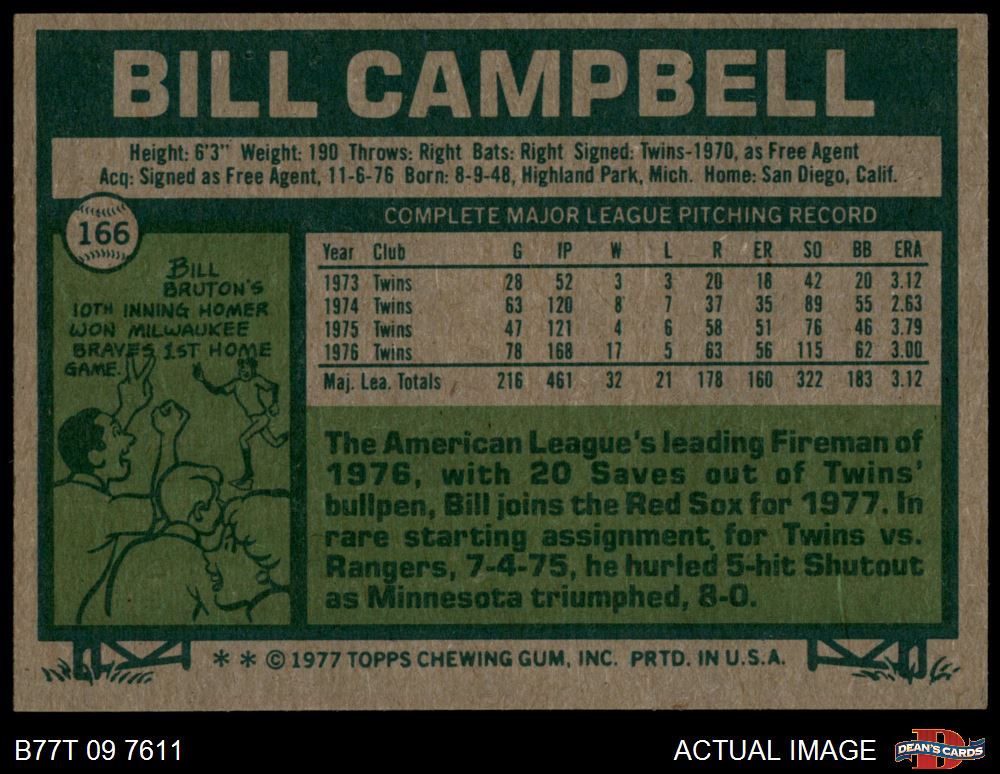 BILL CAMPBELL
Height: 6'3" Weight: 190 Throws: Right Bats: Right Signed: Twins-1970, as Free Agent
Acq: Signed as Free Agent, 11-6-76 Born: 8-9-48, Highland Park, Mich. Home: San Diego, Calif.
166
BILL
BRUTON'S
10TH INNING HOMER
WON MILWAUKEE
BRAVES 1ST HOME
GAME.
COMPLETE MAJOR LEAGUE PITCHING RECORD
Year Club G IP W L R ER SO BB ERA
1973 Twins 28 52 3 3 20 18 42 20 3.12
1974 Twins 63 120 8 7 37 35 89 55 2.63
1975 Twins 47 121 4 6 58 51 76 46 3.79
1976 Twins 78 168 17 5 63 56 115 62 3.00
Maj. Lea. Totals 216 461 32 21 178 160 322 183 3.12
The American League's leading Fireman of
1976, with 20 Saves out of Twins'
bullpen, Bill joins the Red Sox for 1977. In
rare starting assignment, for Twins vs.
Rangers, 7-4-75, he hurled 5-hit Shutout
as Minnesota triumphed, 8-0.
* * © 1977 TOPPS CHEWING GUM, INC. PRTD. IN U.S.A.
B77T 09 7611
ACTUAL IMAGE
D
DEAN'S CARDS